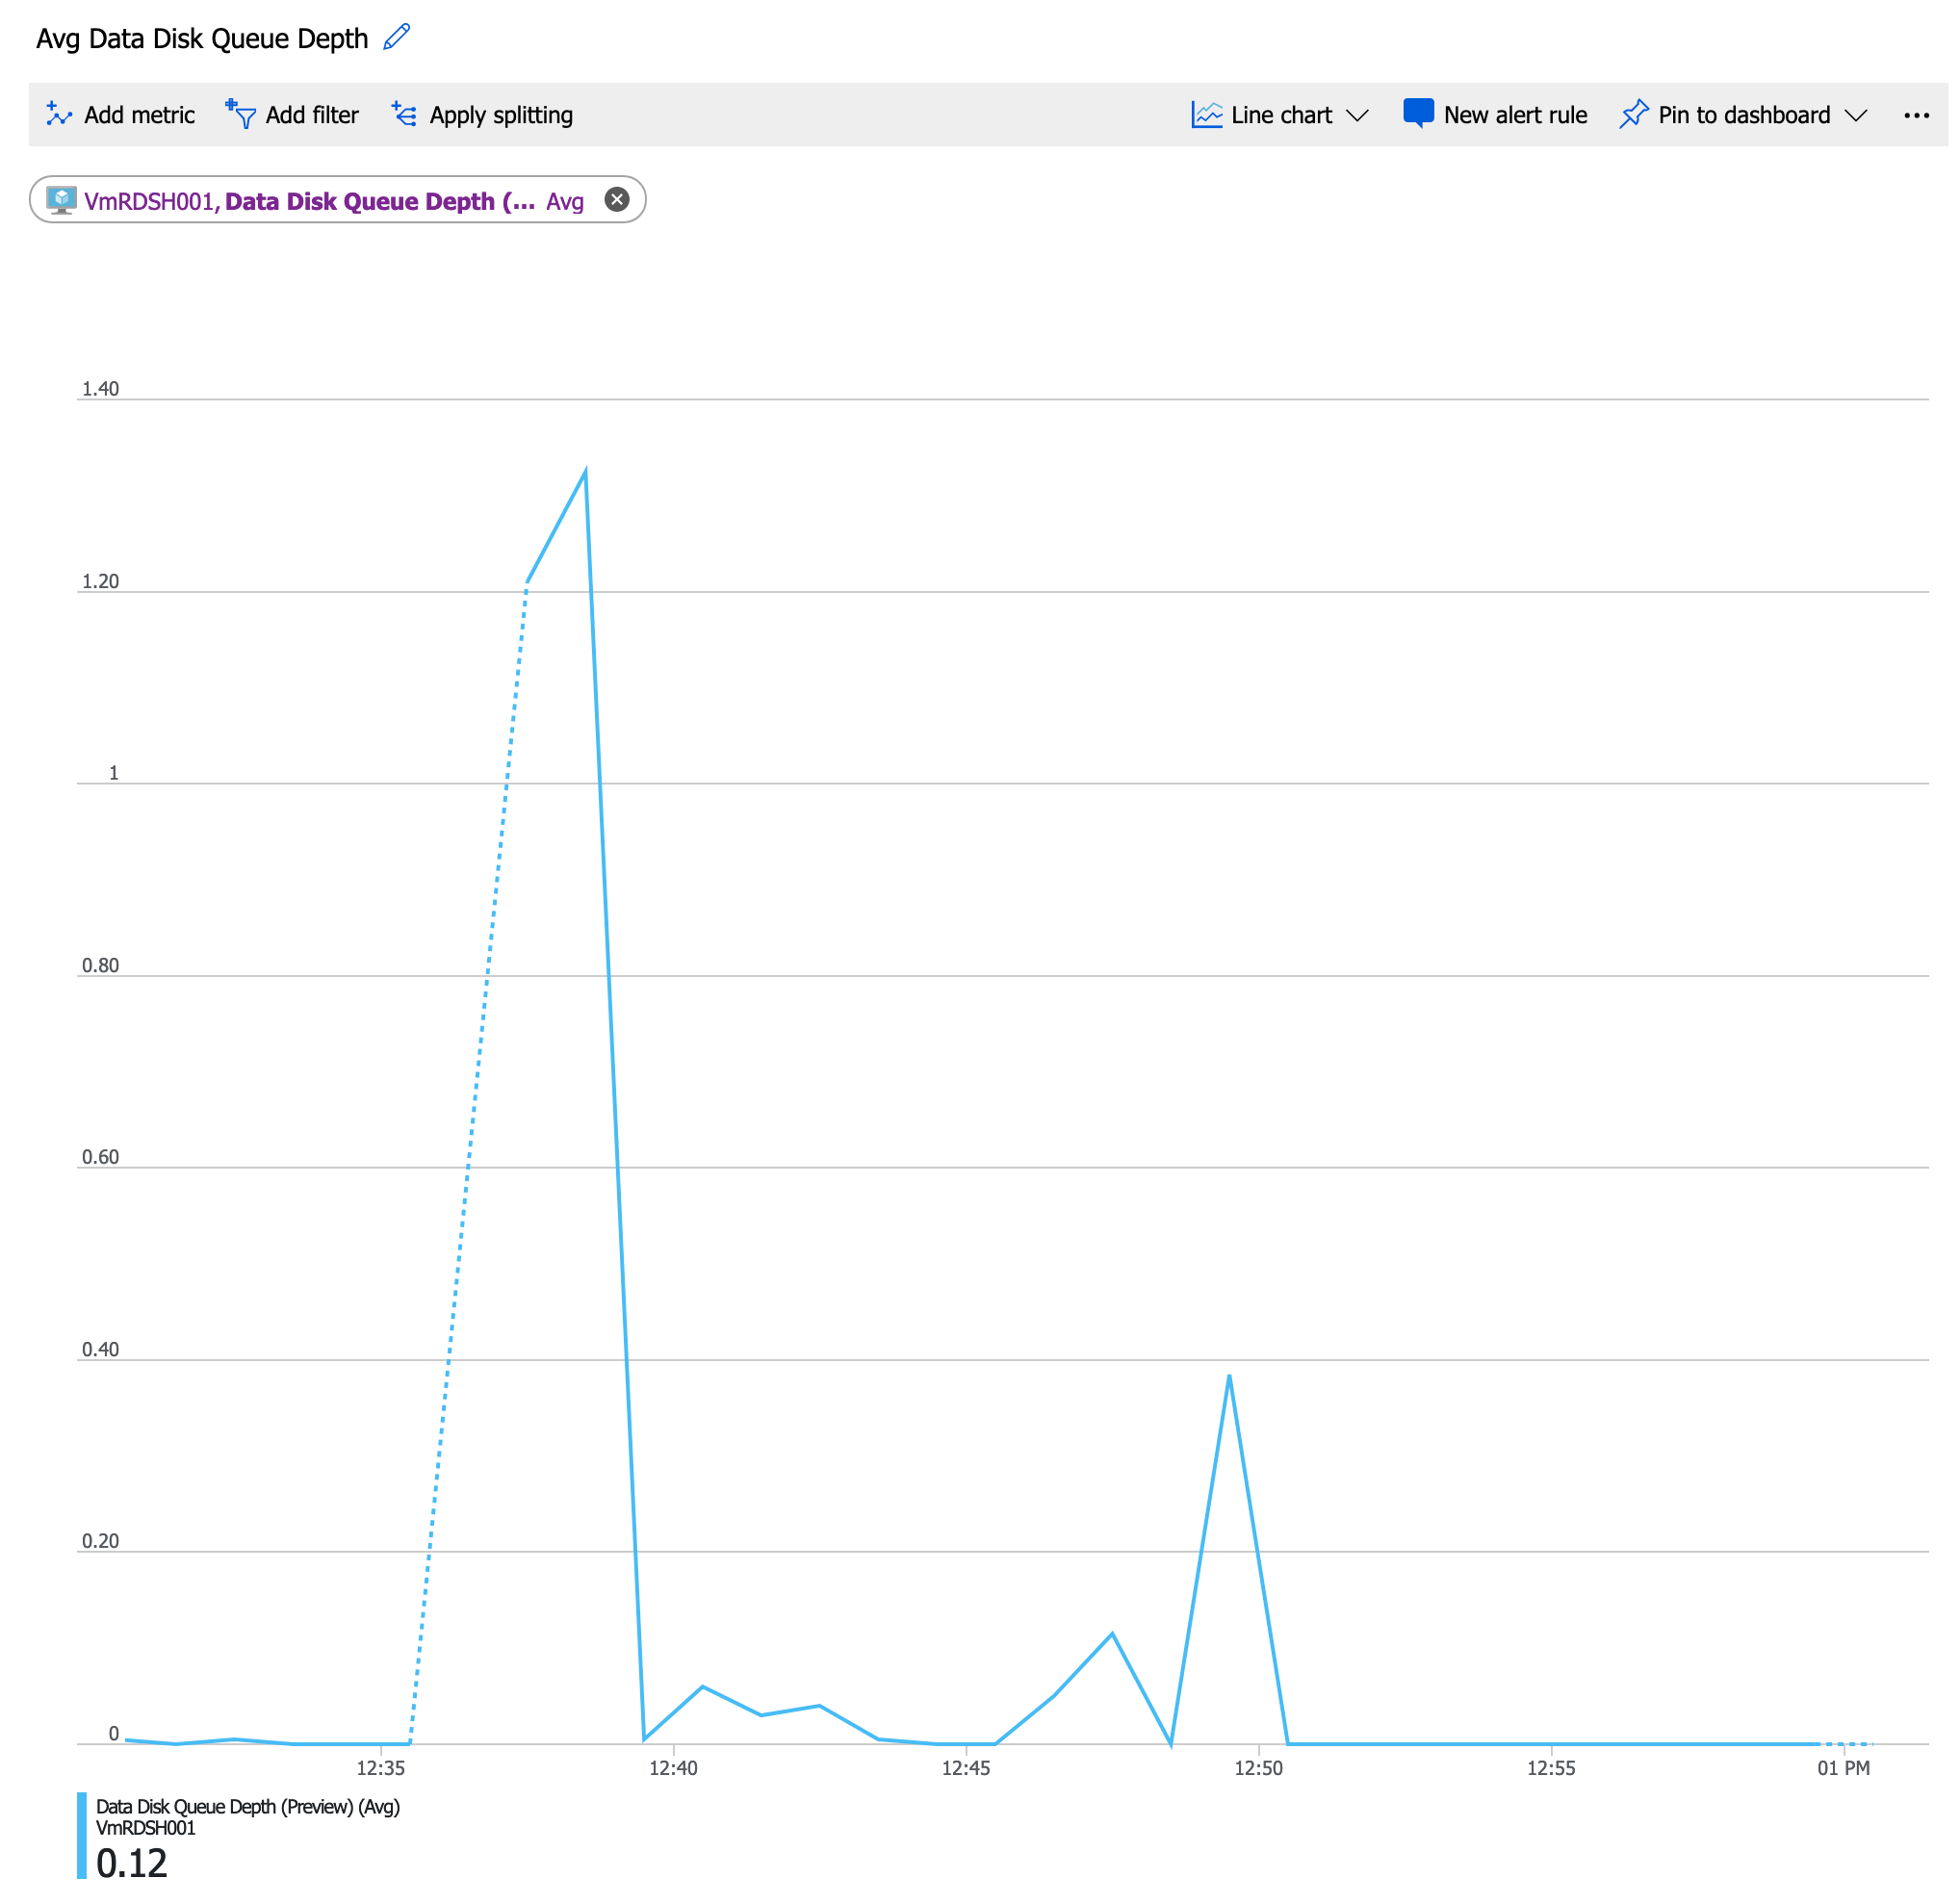 Avg Data Disk Queue Depth
Add metric Add filter Apply splitting Line chart New alert rule Pin to dashboard
VmRDSH001, Data Disk Queue Depth (... Avg
1.40
1.20
1
0.80
0.60
0.40
0.20
0
12:35 12:40 12:45 12:50 12:55 01 PM
Data Disk Queue Depth (Preview) (Avg)
VmRDSH001
0.12